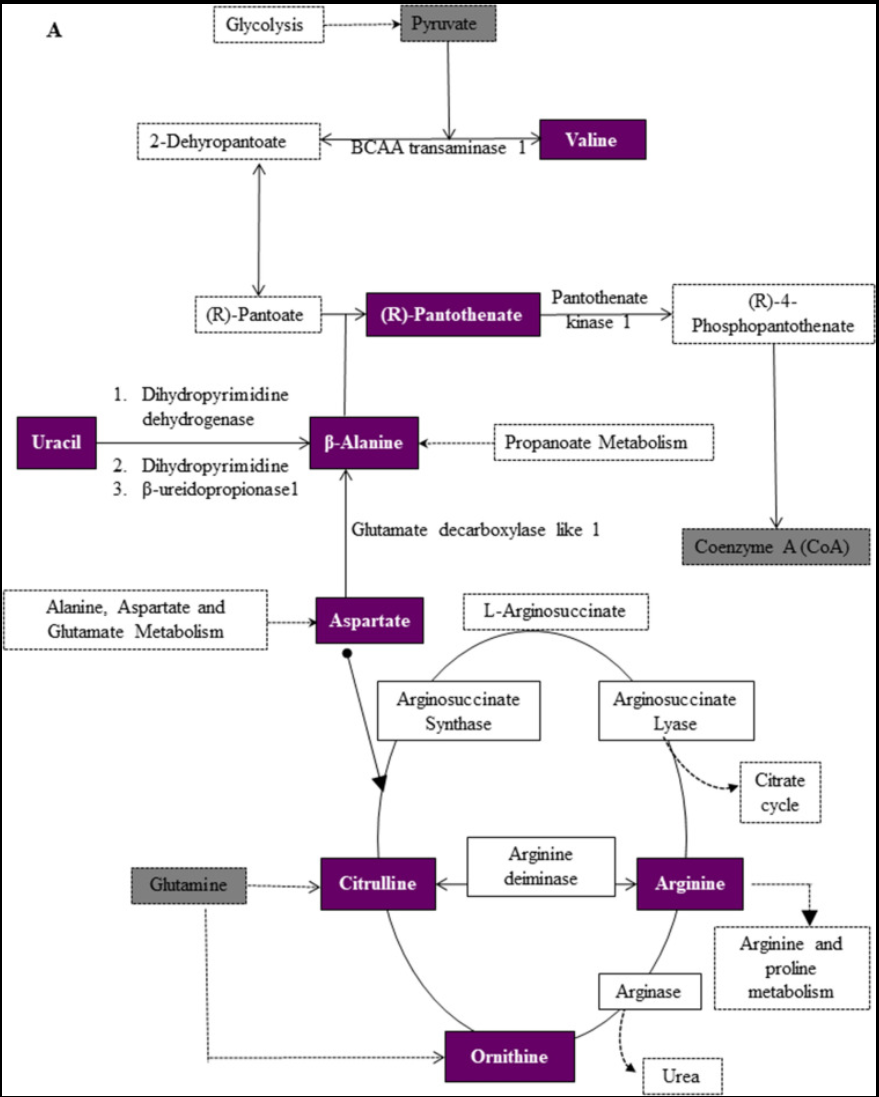 A
Glycolysis
Pyruvate
2-Dehyropantoate
BCAA transaminase 1
Valine
(R)-Pantoate
(R)-Pantothenate
Pantothenate
kinase 1
(R)-4-
Phosphopantothenate
1. Dihydropyrimidine
dehydrogenase
Uracil
β-Alanine
Propanoate Metabolism
2. Dihydropyrimidine
3. β-ureidopropionase1
Glutamate decarboxylase like 1
Coenzyme A (CoA)
Alanine, Aspartate and
Glutamate Metabolism
Aspartate
L-Arginosuccinate
Arginosuccinate
Synthase
Arginosuccinate
Lyase
Citrate
cycle
Glutamine
Citrulline
Arginine
deiminase
Arginine
Arginine and
proline
metabolism
Arginase
Ornithine
Urea